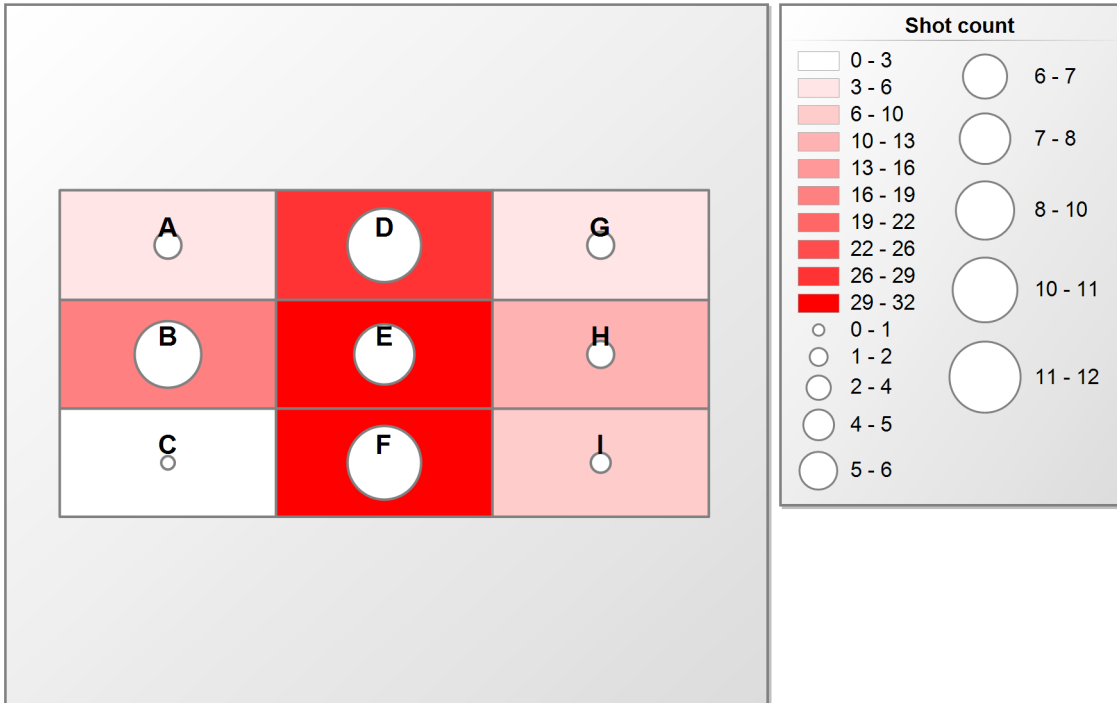 A
D
G
B
E
H
C
F
I
Shot count
0 - 3
3 - 6
6 - 10
10 - 13
13 - 16
16 - 19
19 - 22
22 - 26
26 - 29
29 - 32
0 - 1
1 - 2
2 - 4
4 - 5
5 - 6
6 - 7
7 - 8
8 - 10
10 - 11
11 - 12